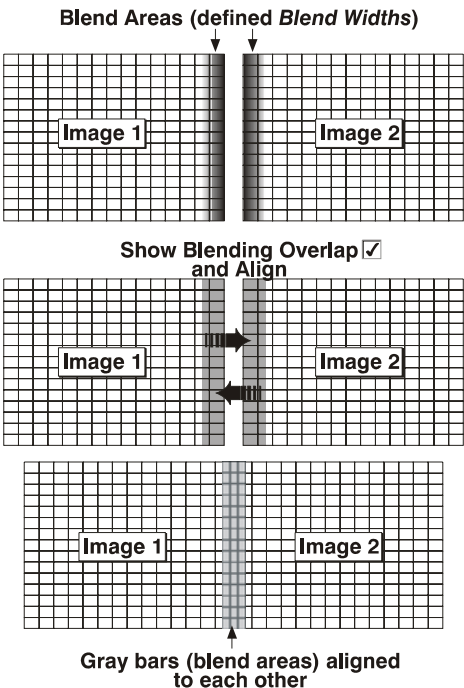 Blend Areas (defined Blend Widths)
Image 1
Image 2
Show Blending Overlap ☑
and Align
Image 1
Image 2
Image 1
Image 2
Gray bars (blend areas) aligned
to each other